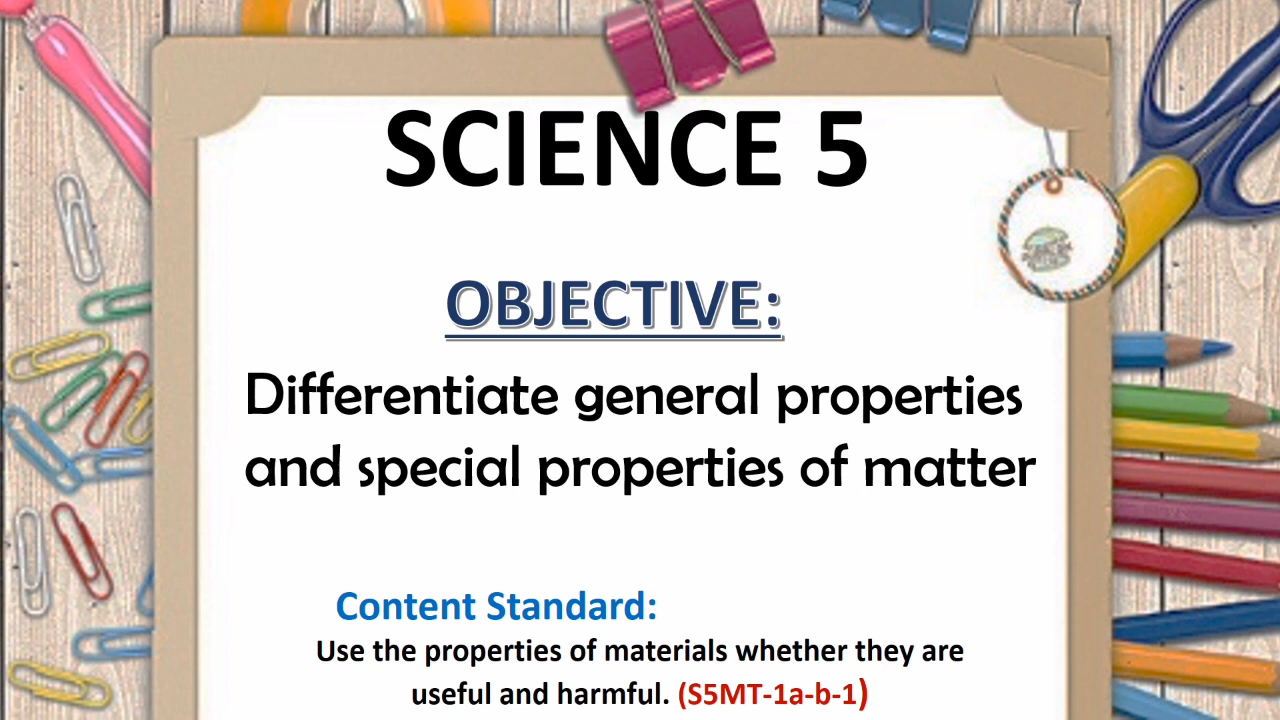 SCIENCE 5
OBJECTIVE:
Differentiate general properties
and special properties of matter
Content Standard:
Use the properties of materials whether they are
useful and harmful. (S5MT-1a-b-1)